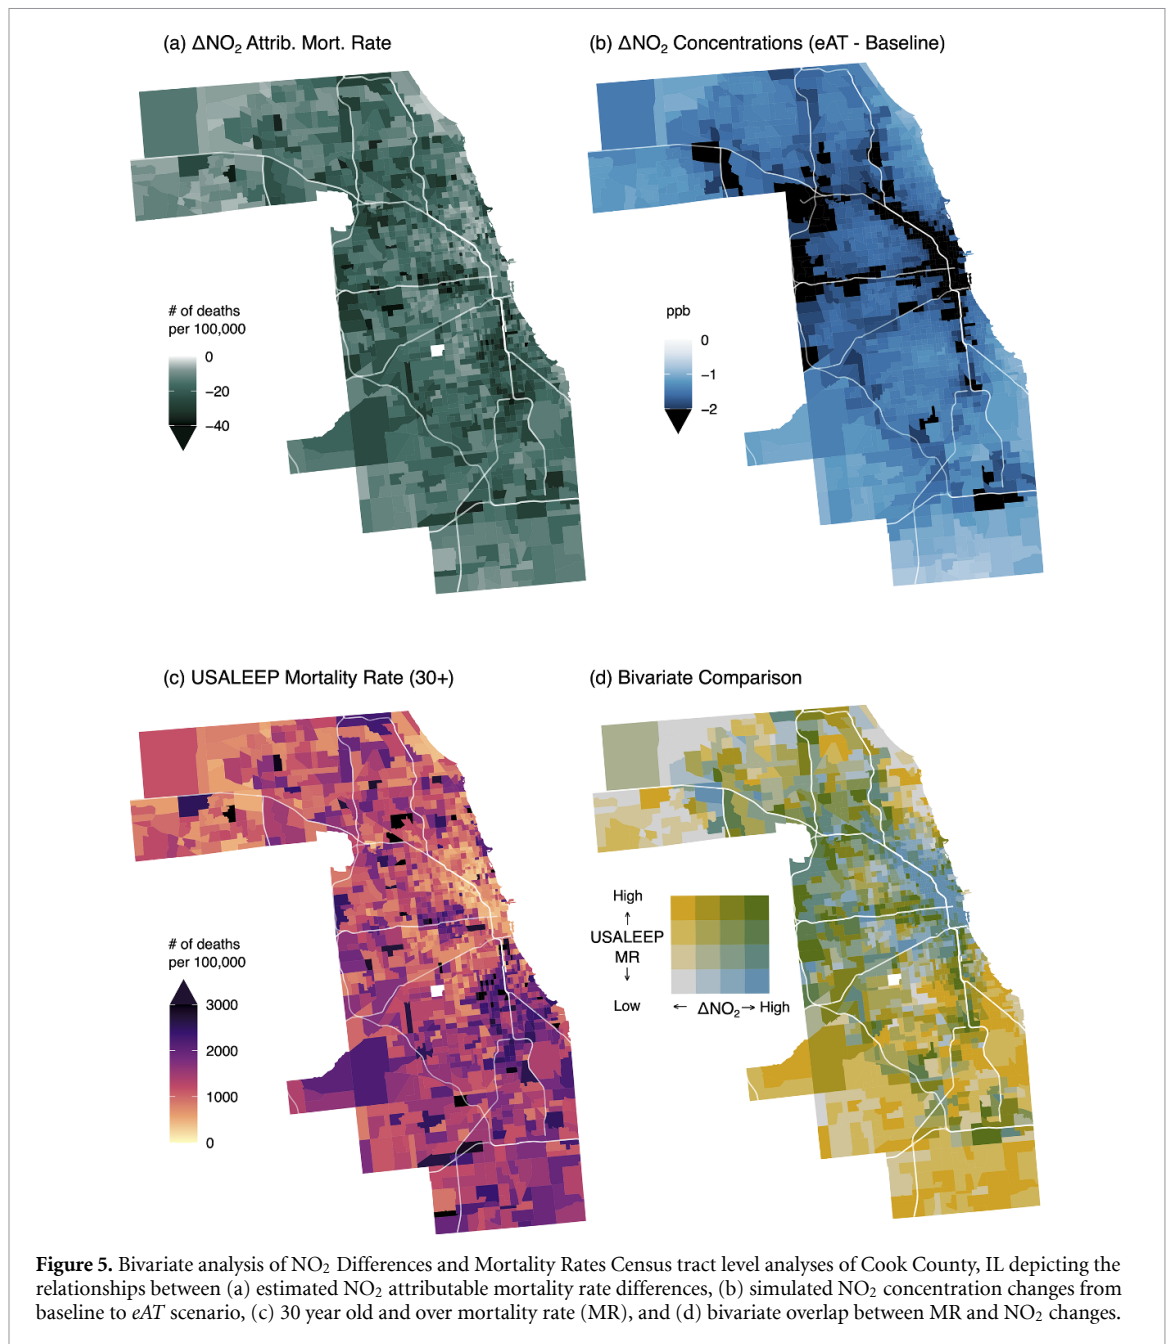 (a) ΔNO₂ Attrib. Mort. Rate
(b) ΔNO₂ Concentrations (eAT - Baseline)
# of deaths
per 100,000
0
−20
−40
ppb
0
−1
−2
(c) USALEEP Mortality Rate (30+)
(d) Bivariate Comparison
# of deaths
per 100,000
3000
2000
1000
0
High
↑
USALEEP
MR
↓
Low
← ΔNO₂ → High
Figure 5. Bivariate analysis of NO₂ Differences and Mortality Rates Census tract level analyses of Cook County, IL depicting the
relationships between (a) estimated NO₂ attributable mortality rate differences, (b) simulated NO₂ concentration changes from
baseline to eAT scenario, (c) 30 year old and over mortality rate (MR), and (d) bivariate overlap between MR and NO₂ changes.